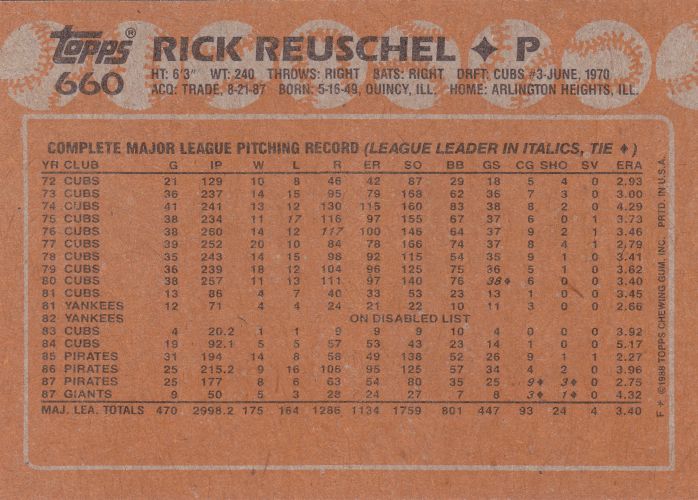 topps® RICK REUSCHEL ♦ P
660 HT: 6'3" WT: 240 THROWS: RIGHT BATS: RIGHT DRFT: CUBS #3-JUNE, 1970
ACQ: TRADE, 8-21-87 BORN: 5-16-49, QUINCY, ILL. HOME: ARLINGTON HEIGHTS, ILL.
COMPLETE MAJOR LEAGUE PITCHING RECORD (LEAGUE LEADER IN ITALICS, TIE ♦)
YR CLUB G IP W L R ER SO BB GS CG SHO SV ERA
72 CUBS 21 129 10 8 46 42 87 29 18 5 4 0 2.93
73 CUBS 36 237 14 15 95 79 168 62 36 7 3 0 3.00
74 CUBS 41 241 13 12 130 115 160 83 38 8 2 0 4.29
75 CUBS 38 234 11 17 116 97 155 67 37 6 0 1 3.73
76 CUBS 38 260 14 12 117 100 146 64 37 9 2 1 3.46
77 CUBS 39 252 20 10 84 78 166 74 37 8 4 1 2.79
78 CUBS 35 243 14 15 98 92 115 54 35 9 1 0 3.41
79 CUBS 36 239 18 12 104 96 125 75 36 5 1 0 3.62
80 CUBS 38 257 11 13 111 97 140 76 38♦ 6 0 0 3.40
81 CUBS 13 86 4 7 40 33 53 23 13 1 0 0 3.45
81 YANKEES 12 71 4 4 24 21 22 10 11 3 0 0 2.66
82 YANKEES ON DISABLED LIST
83 CUBS 4 20.2 1 1 9 9 9 10 4 0 0 0 3.92
84 CUBS 19 92.1 5 5 57 53 43 23 14 1 0 0 5.17
85 PIRATES 31 194 14 8 58 49 138 52 26 9 1 1 2.27
86 PIRATES 25 215.2 9 16 106 95 125 57 34 4 2 0 3.96
87 PIRATES 25 177 8 6 63 54 80 35 25 9♦ 3♦ 0 2.75
87 GIANTS 9 50 5 3 28 24 27 7 8 3♦ 1♦ 0 4.32
MAJ. LEA. TOTALS 470 2998.2 175 164 1286 1134 1759 801 447 93 24 4 3.40
F * ©1988 TOPPS CHEWING GUM, INC. PRTD. IN U.S.A.